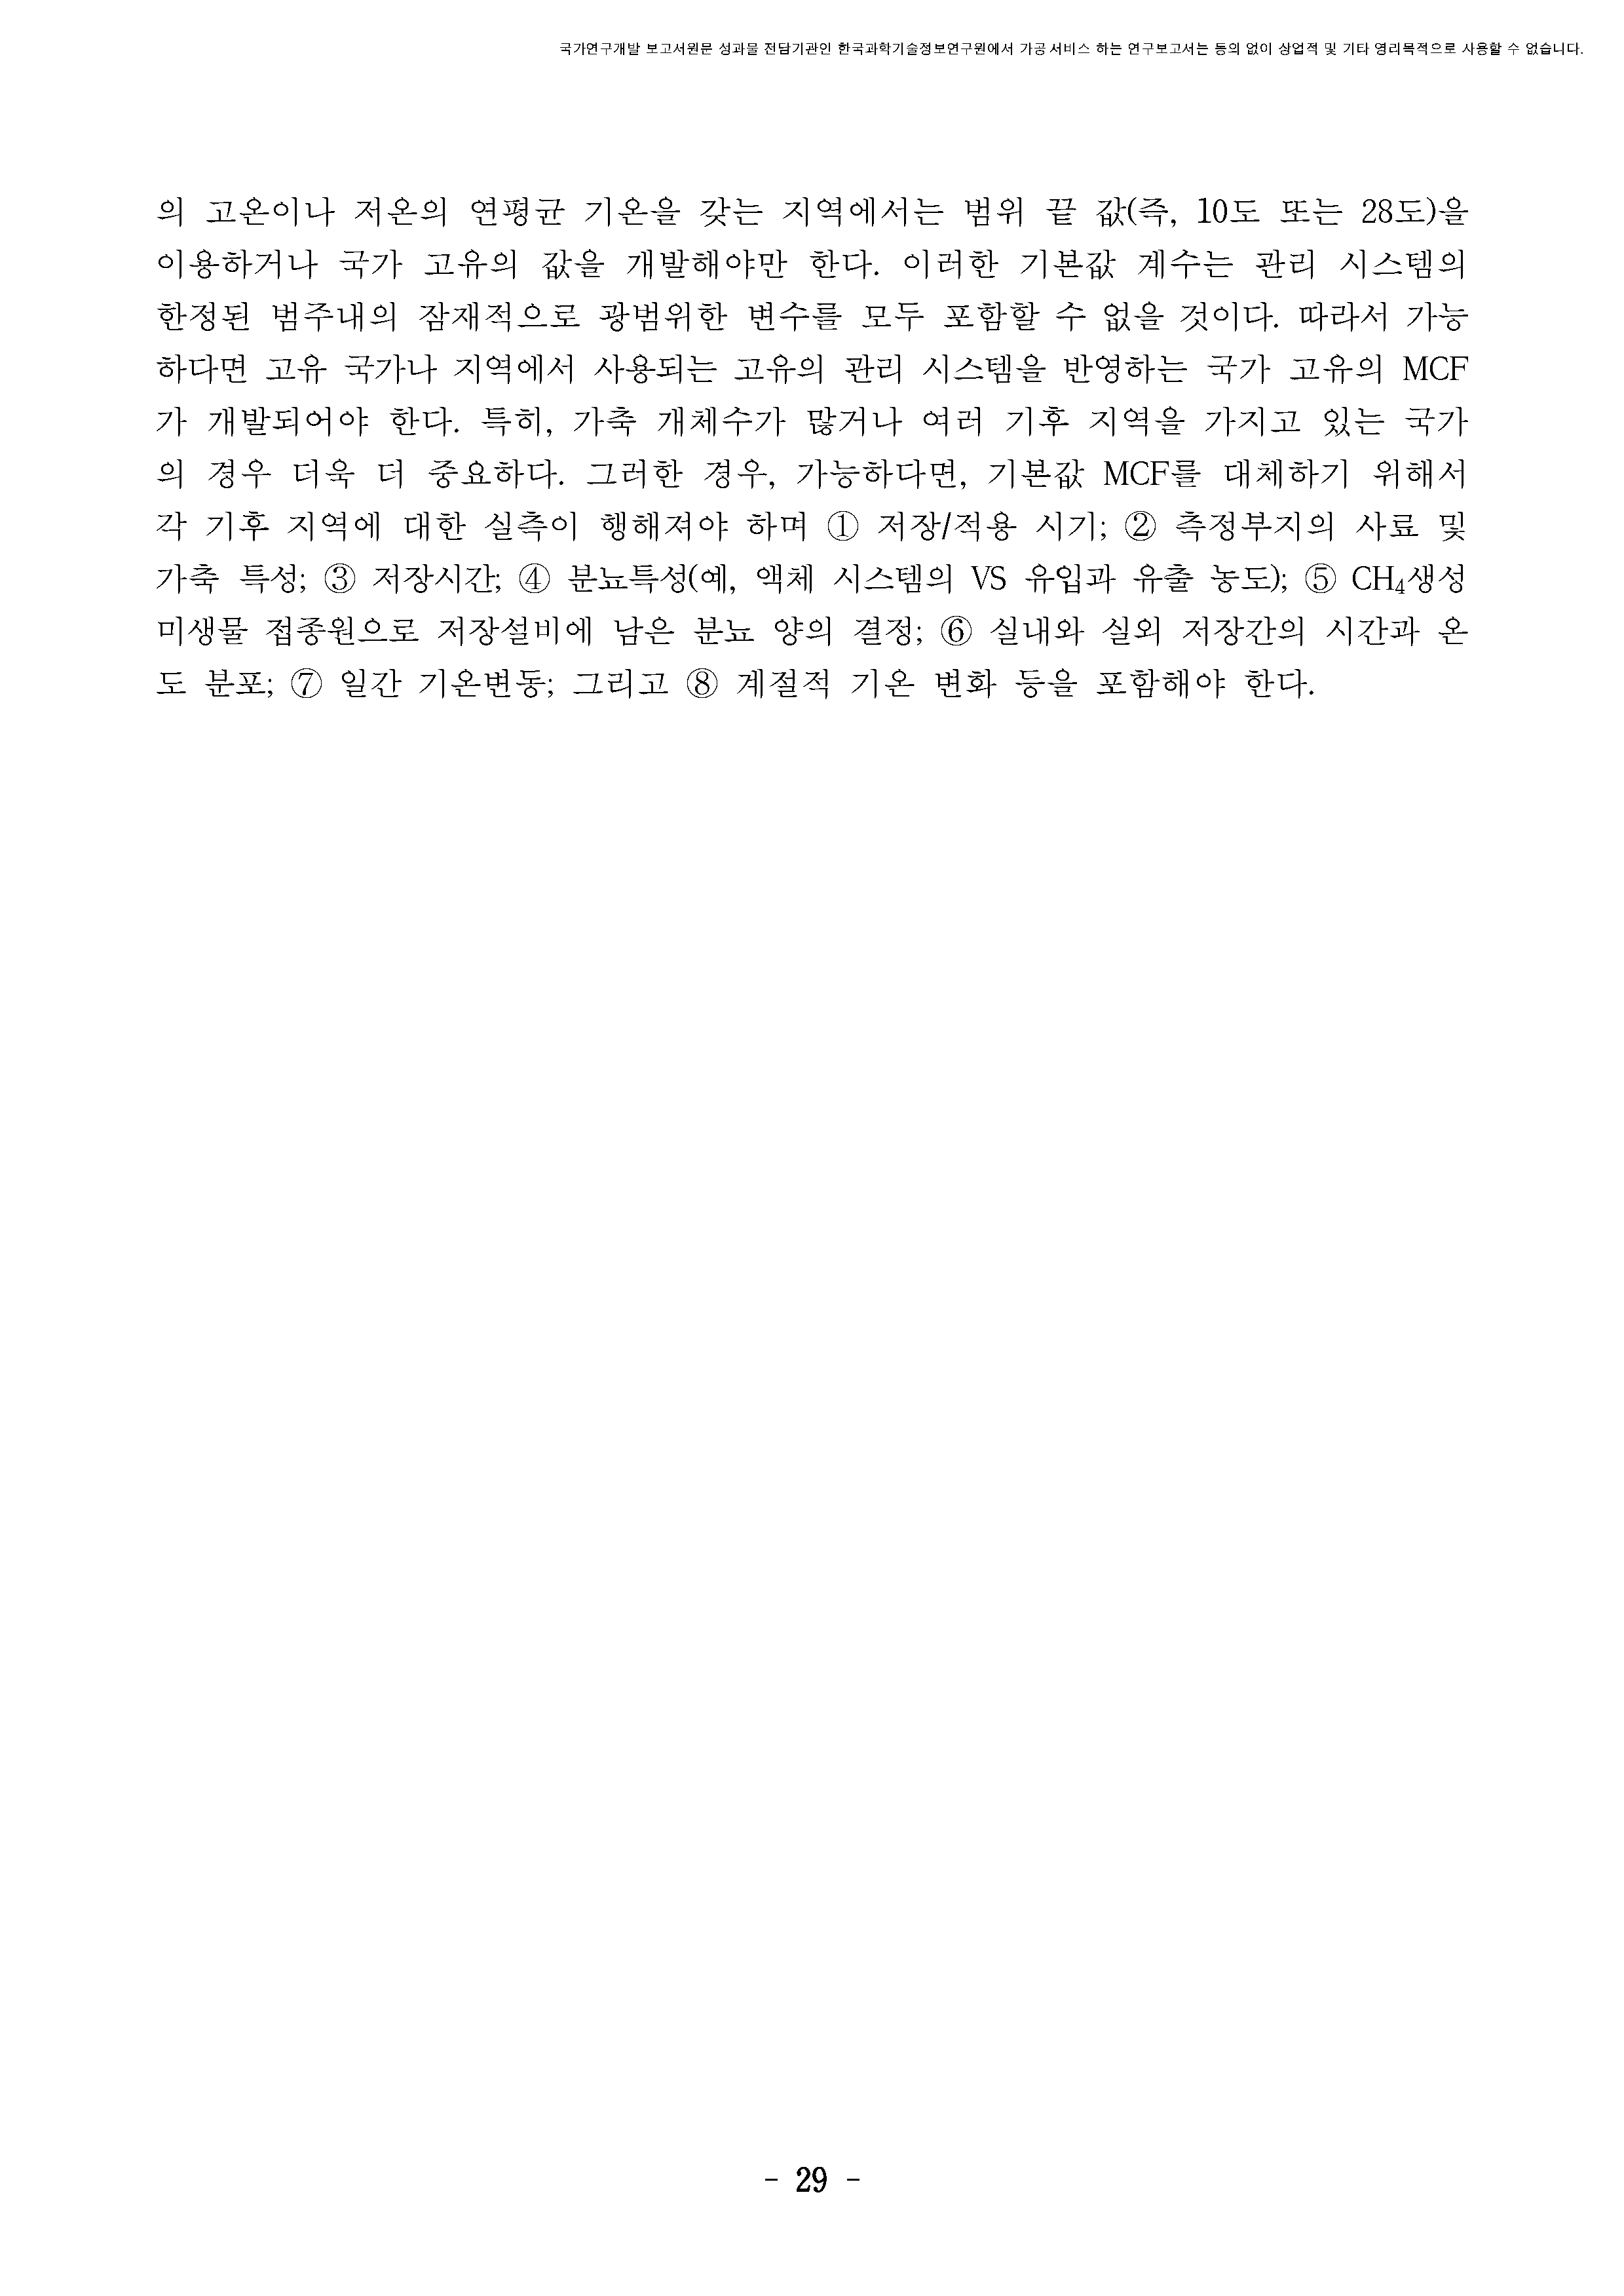 국가연구개발 보고서원문 성과물 전담기관인 한국과학기술정보연구원에서 가공·서비스 하는 연구보고서는 동의 없이 상업적 및 기타 영리목적으로 사용할 수 없습니다.
의 고온이나 저온의 연평균 기온을 갖는 지역에서는 범위 끝 값(즉, 10도 또는 28도)을
이용하거나 국가 고유의 값을 개발해야만 한다. 이러한 기본값 계수는 관리 시스템의
한정된 범주내의 잠재적으로 광범위한 변수를 모두 포함할 수 없을 것이다. 따라서 가능
하다면 고유 국가나 지역에서 사용되는 고유의 관리 시스템을 반영하는 국가 고유의 MCF
가 개발되어야 한다. 특히, 가축 개체수가 많거나 여러 기후 지역을 가지고 있는 국가
의 경우 더욱 더 중요하다. 그러한 경우, 가능하다면, 기본값 MCF를 대체하기 위해서
각 기후 지역에 대한 실측이 행해져야 하며 ① 저장/적용 시기; ② 측정부지의 사료 및
가축 특성; ③ 저장시간; ④ 분뇨특성(예, 액체 시스템의 VS 유입과 유출 농도); ⑤ CH₄생성
미생물 접종원으로 저장설비에 남은 분뇨 양의 결정; ⑥ 실내와 실외 저장간의 시간과 온
도 분포; ⑦ 일간 기온변동; 그리고 ⑧ 계절적 기온 변화 등을 포함해야 한다.
- 29 -